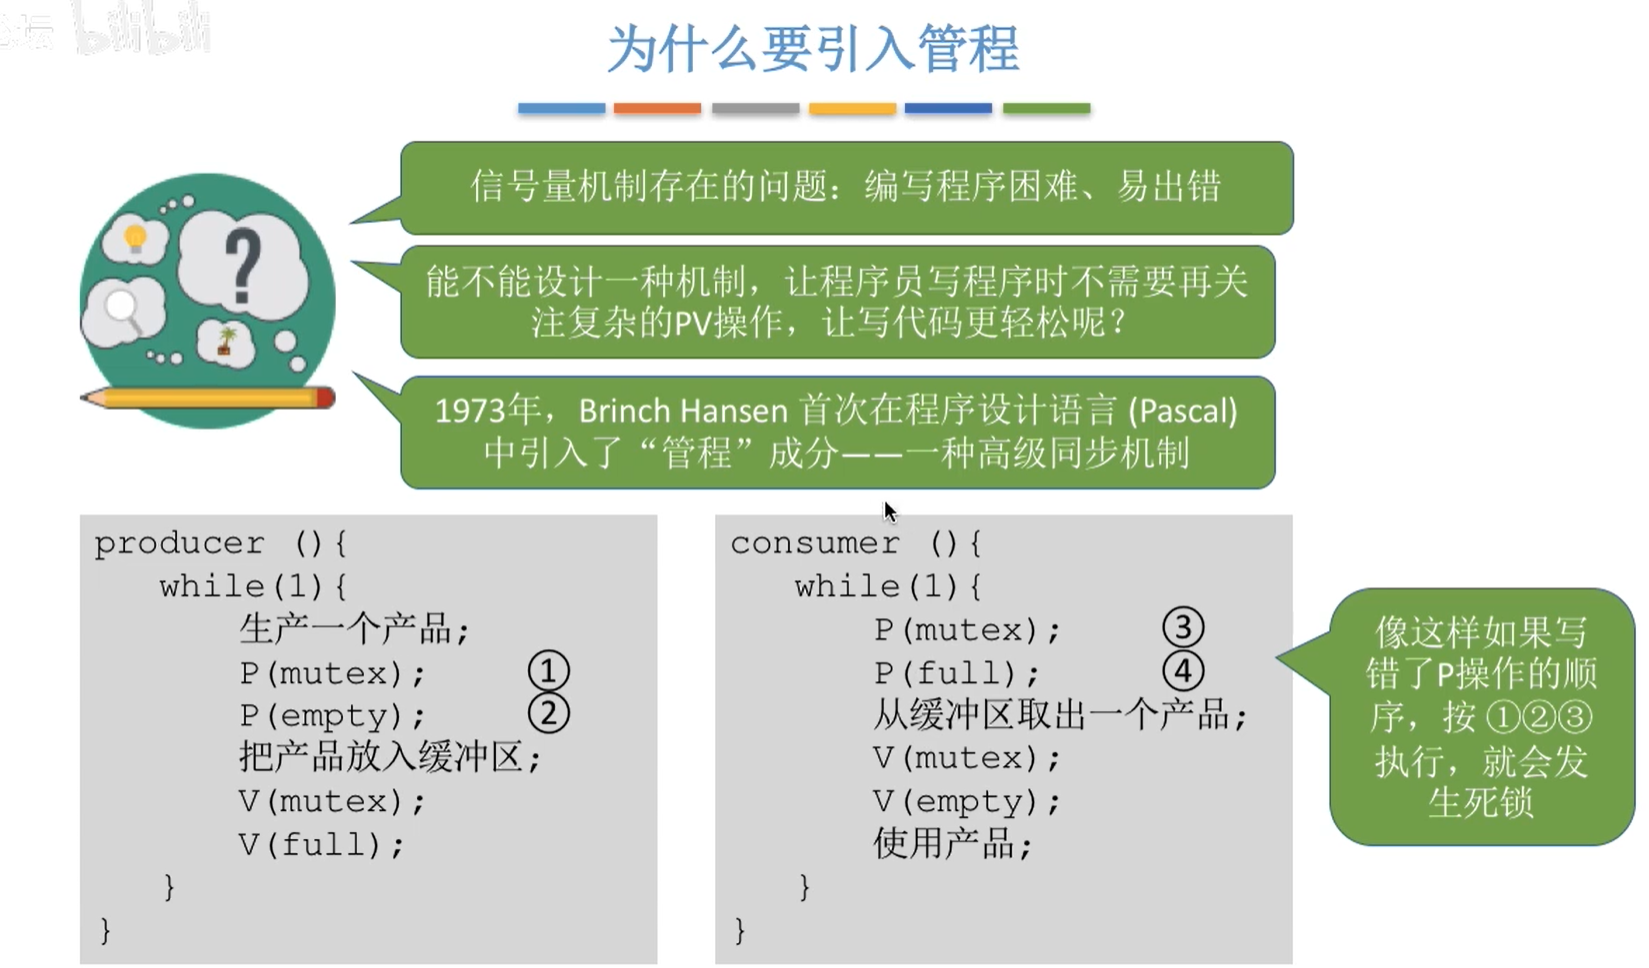 bilibili
为什么要引入管程
信号量机制存在的问题：编写程序困难、易出错
能不能设计一种机制，让程序员写程序时不需要再关
注复杂的PV操作，让写代码更轻松呢？
1973年，Brinch Hansen 首次在程序设计语言 (Pascal)
中引入了“管程”成分——一种高级同步机制
producer (){
while(1){
生产一个产品;
P(mutex); ①
P(empty); ②
把产品放入缓冲区;
V(mutex);
V(full);
}
}
consumer (){
while(1){
P(mutex); ③
P(full); ④
从缓冲区取出一个产品;
V(mutex);
V(empty);
使用产品;
}
}
像这样如果写
错了P操作的顺
序，按 ①②③
执行，就会发
生死锁